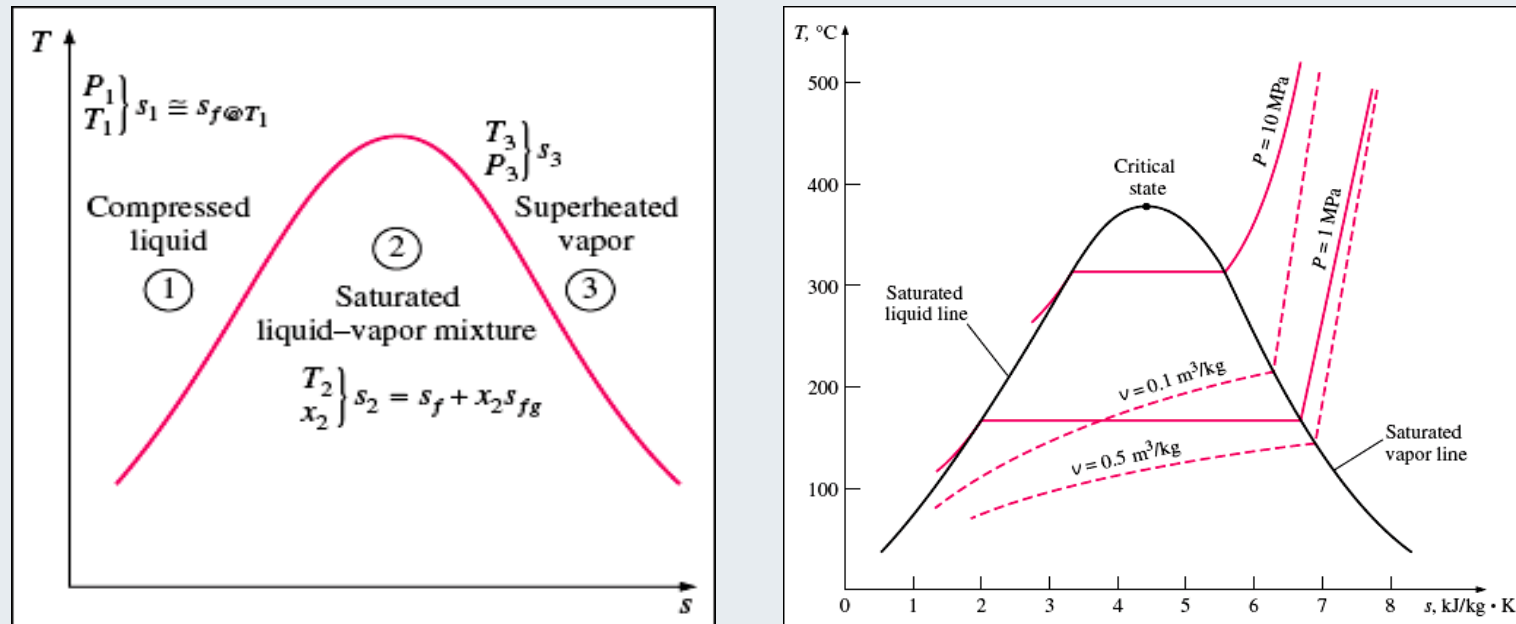 T
P₁
T₁} s₁ ≅ s_f@T₁
T₃
P₃} s₃
Compressed
liquid
①
②
Saturated
liquid–vapor mixture
Superheated
vapor
③
T₂
x₂} s₂ = s_f + x₂s_fg
s
T, °C
500
400
300
200
100
Critical
state
P = 10 MPa
P = 1 MPa
Saturated
liquid line
ν = 0.1 m³/kg
ν = 0.5 m³/kg
Saturated
vapor line
0 1 2 3 4 5 6 7 8 s, kJ/kg • K